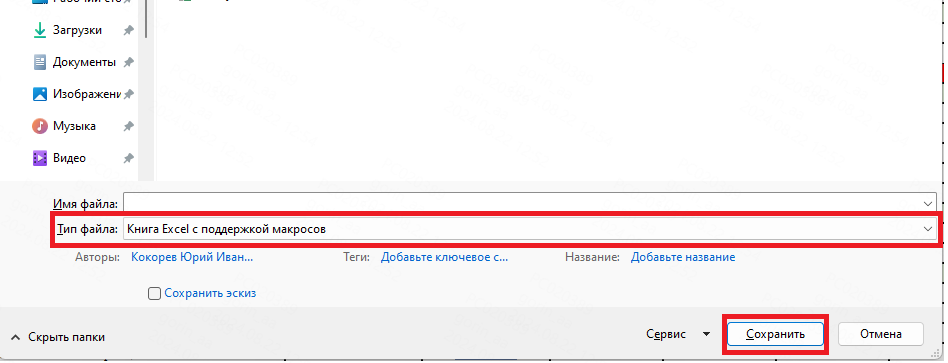 Загрузки
Документы
Изображени
Музыка
Видео
Имя файла:
Тип файла: Книга Excel с поддержкой макросов
Авторы: Кокорев Юрий Иван... Теги: Добавьте ключевое с... Название: Добавьте название
Сохранить эскиз
Скрыть папки Сервис Сохранить Отмена